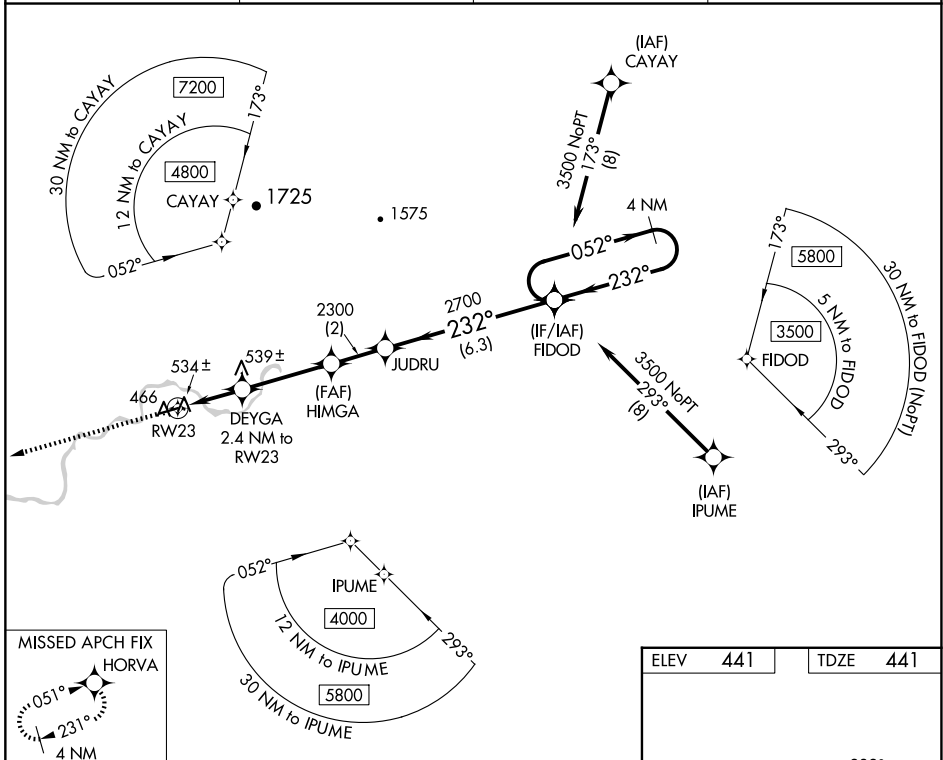 (IAF)
CAYAY
3500 NoPT
173°
(8)
30 NM to CAYAY
7200
173°
12 NM to CAYAY
4800
CAYAY
1725
052°
1575
4 NM
052°
232°
(IF/IAF)
FIDOD
2700
232°
(6.3)
2300
(2)
JUDRU
(FAF)
HIMGA
539±
534±
466
RW23
DEYGA
2.4 NM to
RW23
3500 NoPT
293°
(8)
(IAF)
IPUME
173°
5800
30 NM to FIDOD (NoPT)
5 NM to FIDOD
3500
FIDOD
293°
052°
IPUME
4000
12 NM to IPUME
293°
5800
30 NM to IPUME
MISSED APCH FIX
HORVA
051°
231°
4 NM
ELEV 441
TDZE 441